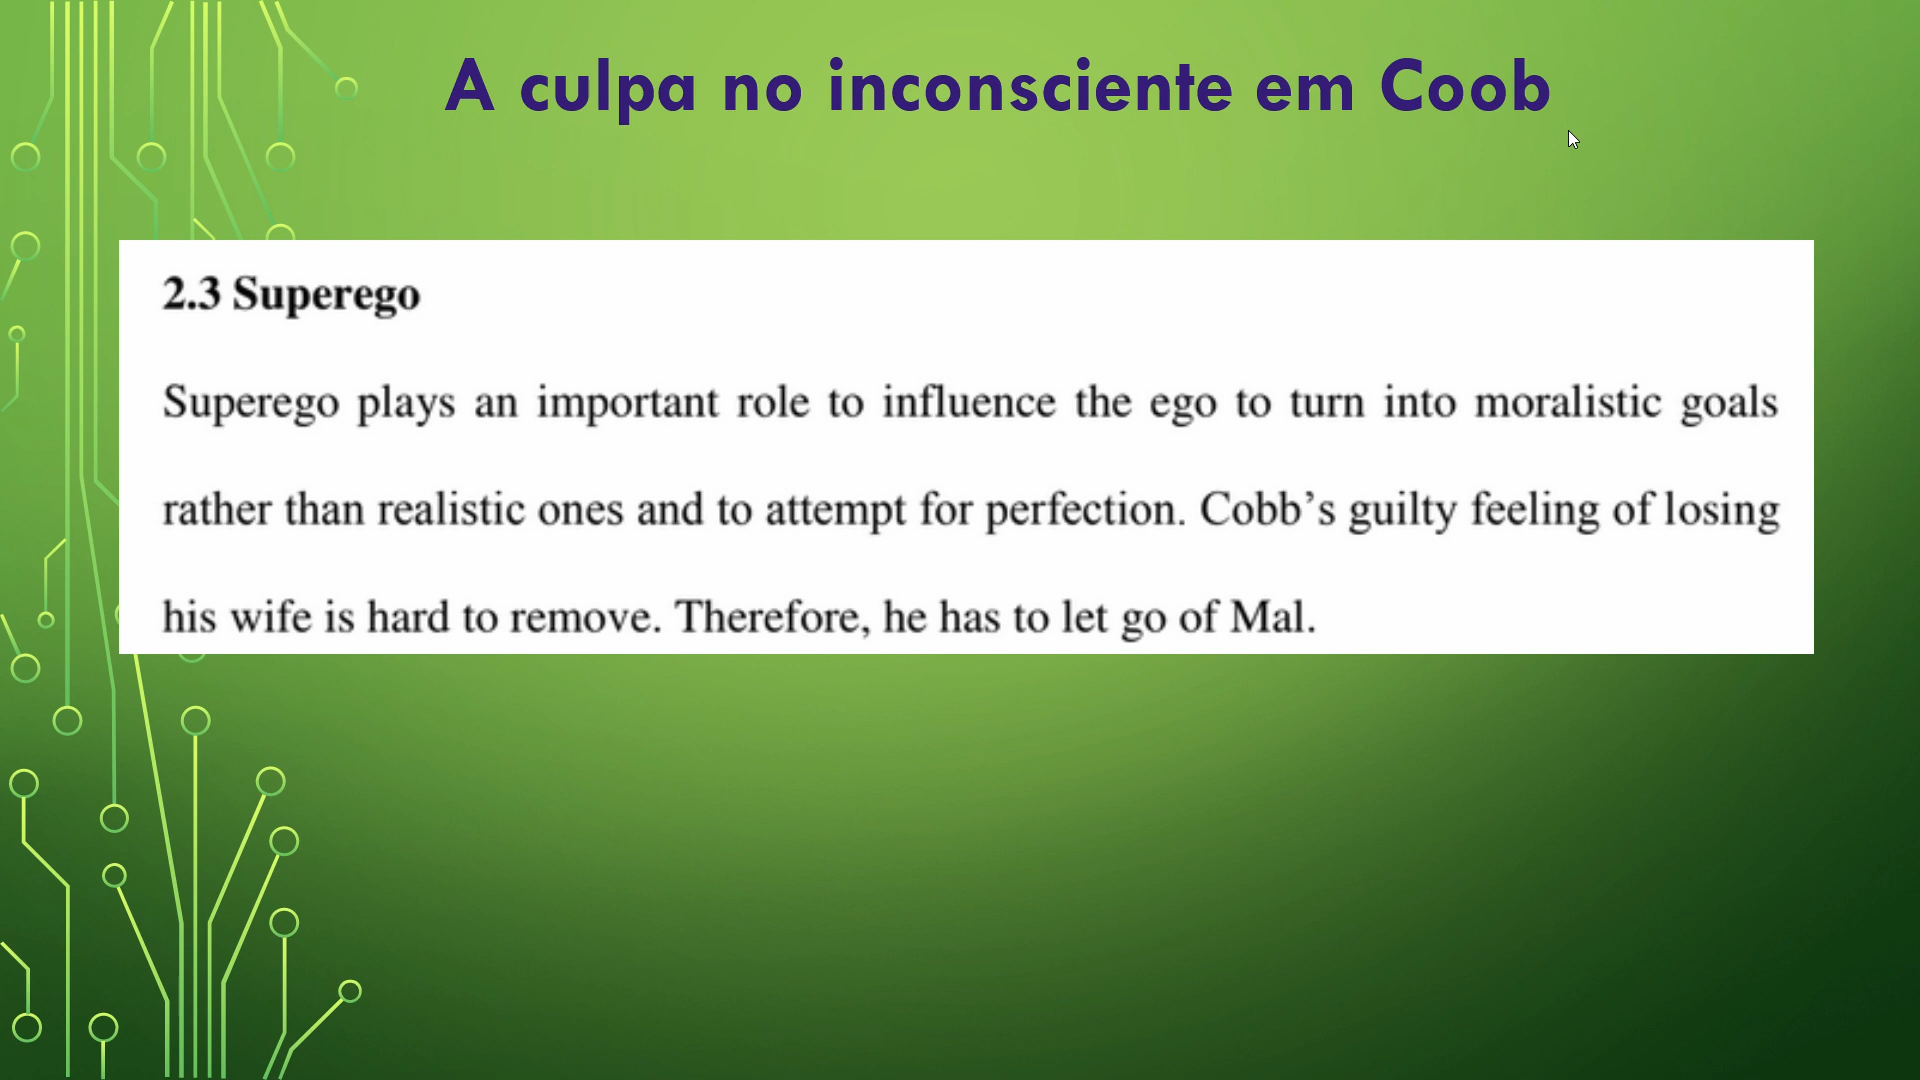 A culpa no inconsciente em Coob
2.3 Superego
Superego plays an important role to influence the ego to turn into moralistic goals
rather than realistic ones and to attempt for perfection. Cobb’s guilty feeling of losing
his wife is hard to remove. Therefore, he has to let go of Mal.